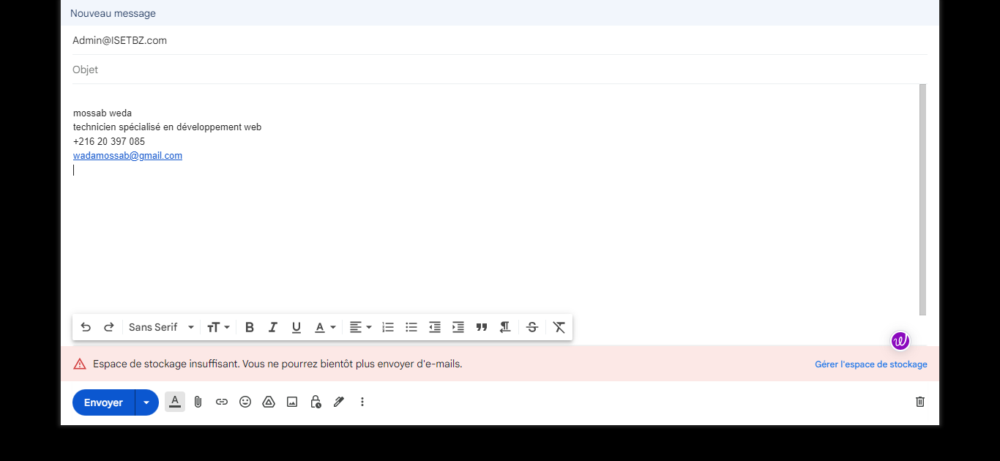 Nouveau message
Admin@ISETBZ.com
Objet
mossab weda
technicien spécialisé en développement web
+216 20 397 085
wadamossab@gmail.com
Sans Serif
Espace de stockage insuffisant. Vous ne pourrez bientôt plus envoyer d'e-mails. Gérer l'espace de stockage
Envoyer